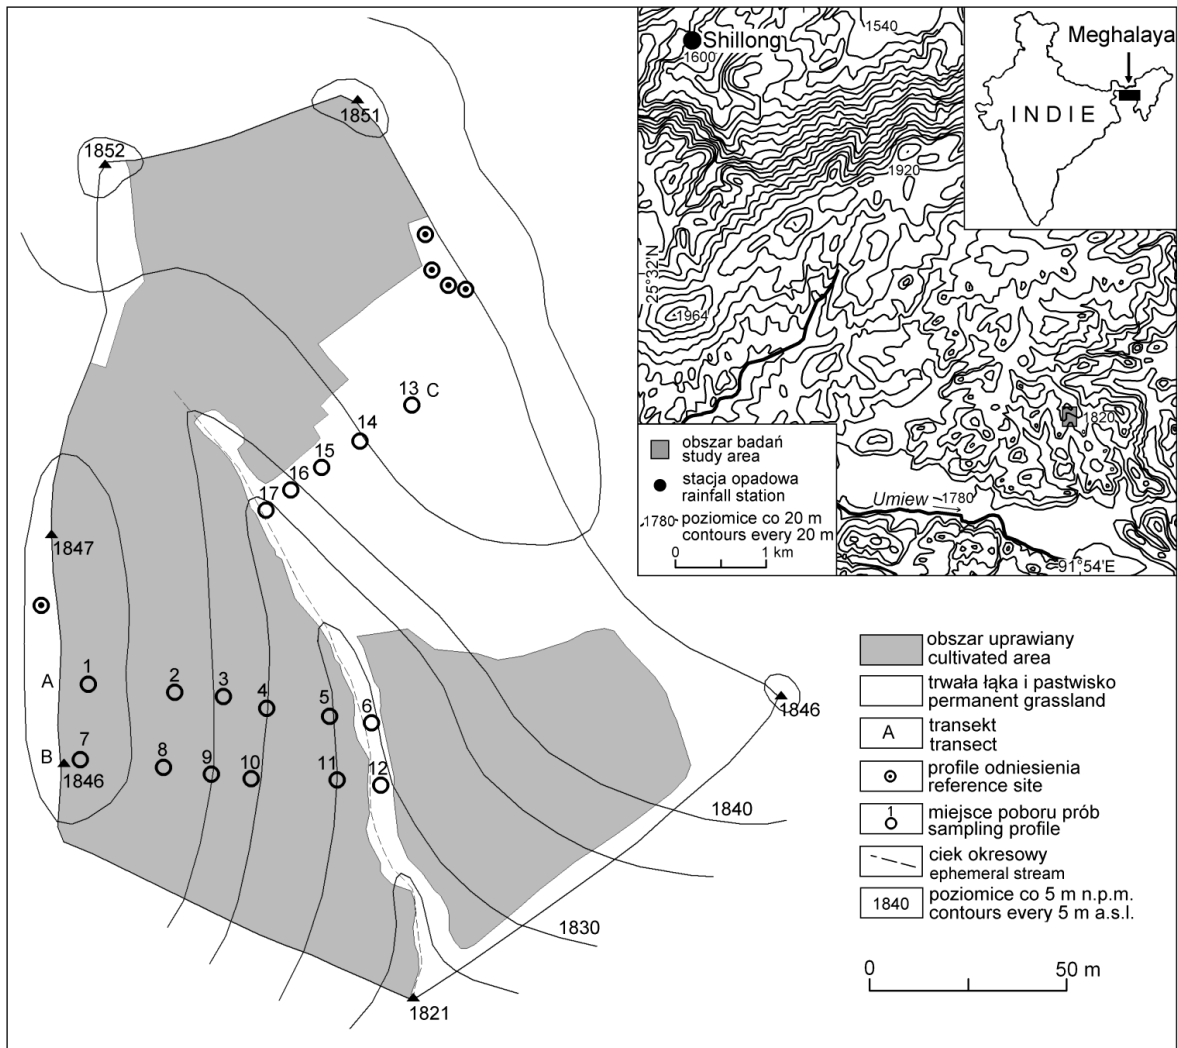 1851
1852
13 C
14
15
16
17
1847
A
1
2
3
4
5
6
B
7
8
9
10
11
12
1846
1846
1840
1830
1821
Shillong
1600
1540
1920
25°32'N
1964
1820
Umiew
1780
91°54'E
obszar badań
study area
stacja opadowa
rainfall station
1780
poziomice co 20 m
contours every 20 m
0
1 km
Meghalaya
INDIE
obszar uprawiany
cultivated area
trwała łąka i pastwisko
permanent grassland
A
transekt
transect
profile odniesienia
reference site
1
miejsce poboru prób
sampling profile
ciek okresowy
ephemeral stream
1840
poziomice co 5 m n.p.m.
contours every 5 m a.s.l.
0
50 m